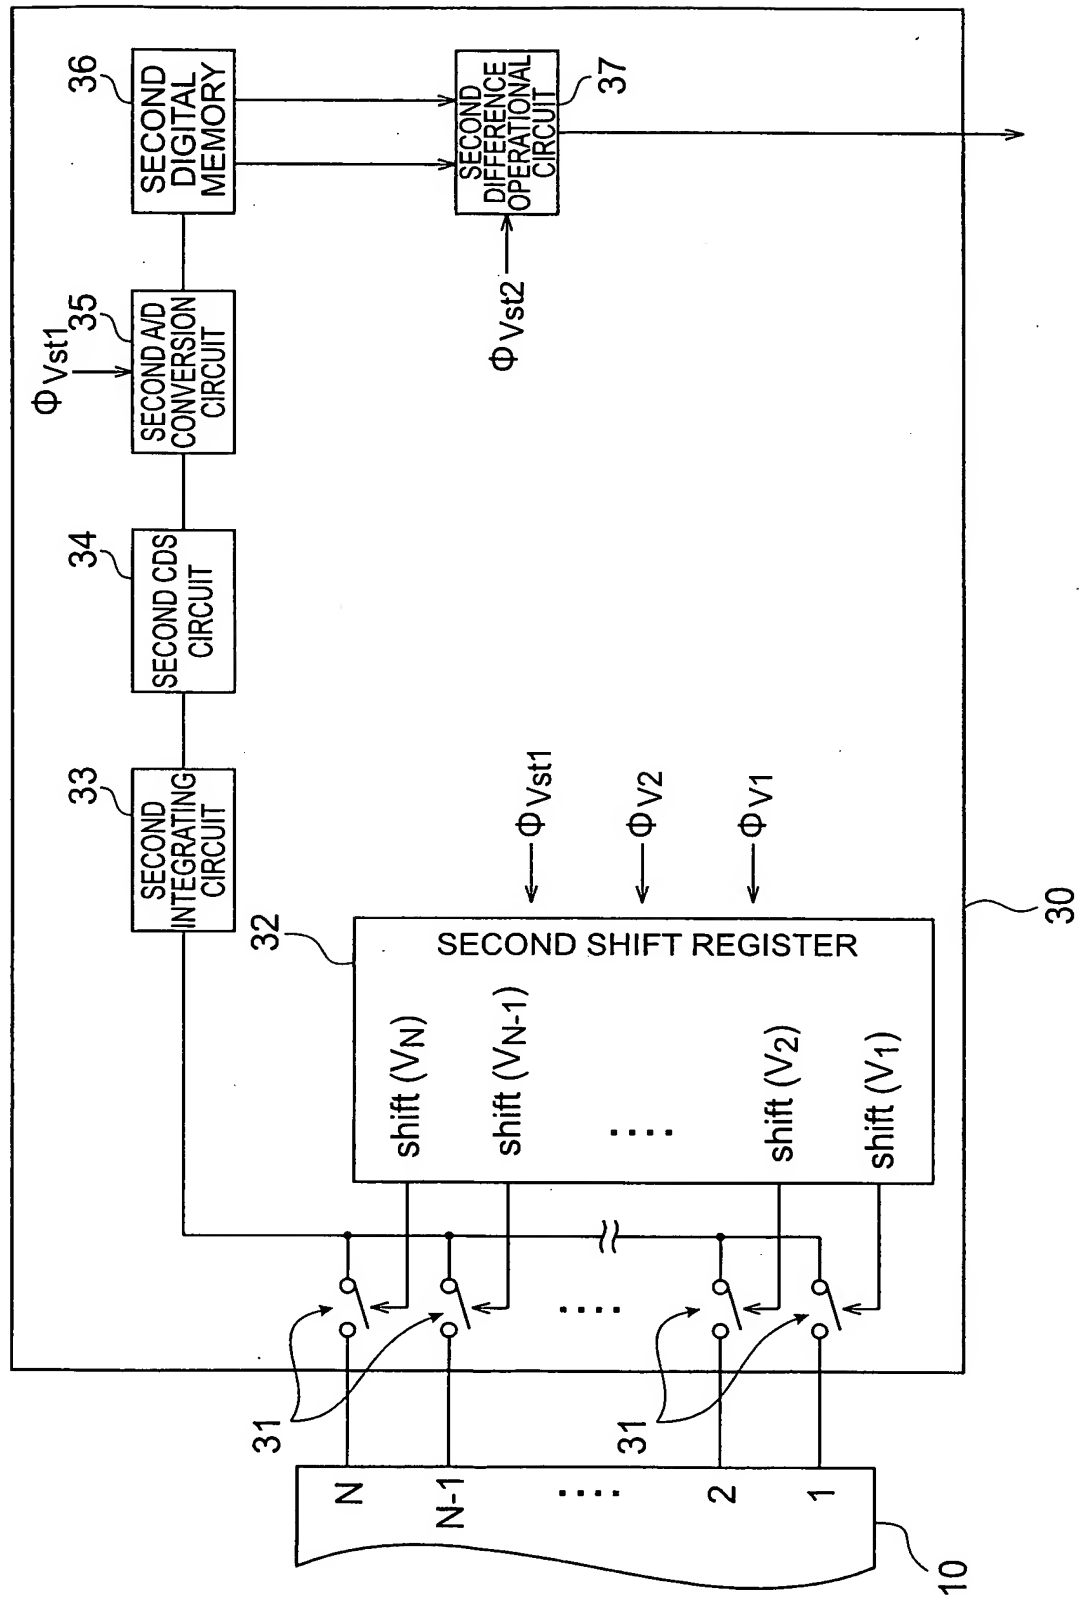 33
SECOND
INTEGRATING
CIRCUIT
34
SECOND CDS
CIRCUIT
ΦVst1
35
SECOND A/D
CONVERSION
CIRCUIT
36
SECOND
DIGITAL
MEMORY
ΦVst2
SECOND
DIFFERENCE
OPERATIONAL
CIRCUIT
37
32
SECOND SHIFT REGISTER
shift (VN)
shift (VN-1)
....
shift (V2)
shift (V1)
ΦVst1
ΦV2
ΦV1
31
....
31
N
N-1
....
2
1
10
30